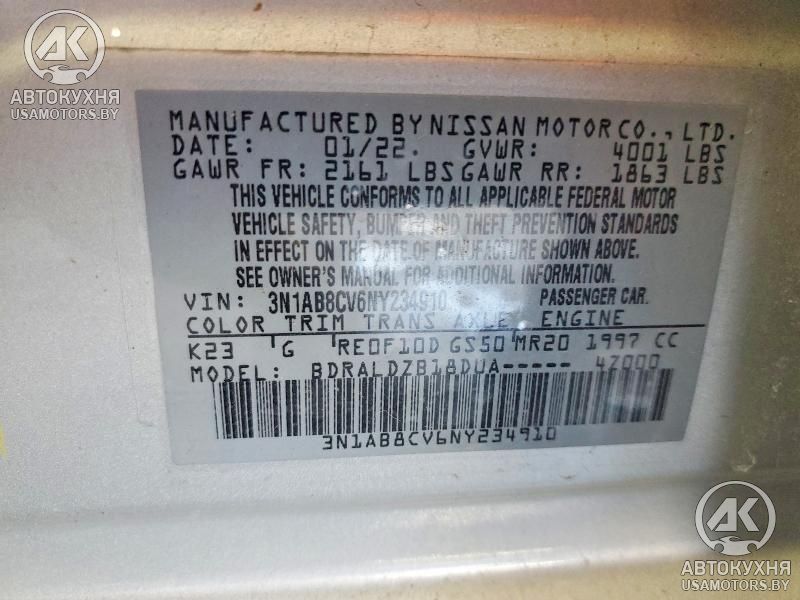 AK
АВТОКУХНЯ
USAMOTORS.BY
MANUFACTURED BY NISSAN MOTOR CO., LTD.
DATE: 01/22. GVWR: 4001 LBS
GAWR FR: 2161 LBS GAWR RR: 1863 LBS
THIS VEHICLE CONFORMS TO ALL APPLICABLE FEDERAL MOTOR
VEHICLE SAFETY, BUMPER AND THEFT PREVENTION STANDARDS
IN EFFECT ON THE DATE OF MANUFACTURE SHOWN ABOVE.
SEE OWNER'S MANUAL FOR ADDITIONAL INFORMATION.
VIN: 3N1AB8CV6NY234910 PASSENGER CAR.
COLOR TRIM TRANS AXLE ENGINE
K23 G RE0F10D GS50 MR20 1997 CC
MODEL: BDRALDZB18DUA----- 4Z000
3N1AB8CV6NY234910
AK
АВТОКУХНЯ
USAMOTORS.BY